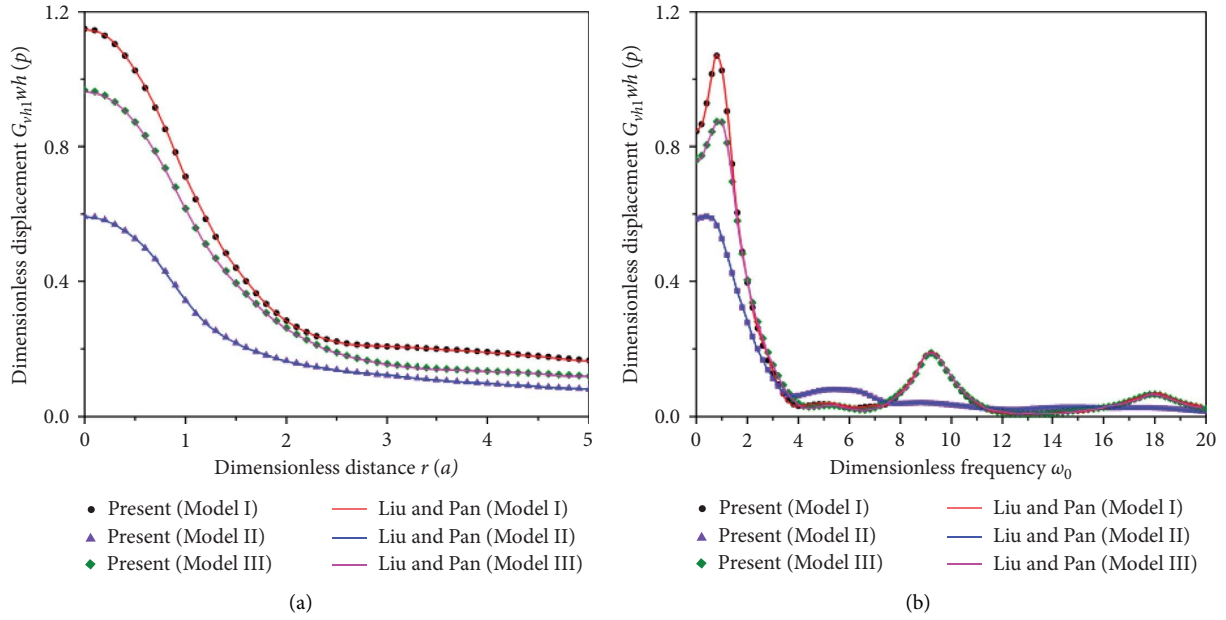 Dimensionless displacement G_vh1 wh (p)
1.2
0.8
0.4
0.0
0 1 2 3 4 5
Dimensionless distance r (a)
Present (Model I)
Present (Model II)
Present (Model III)
Liu and Pan (Model I)
Liu and Pan (Model II)
Liu and Pan (Model III)
(a)
Dimensionless displacement G_vh1 wh (p)
1.2
0.8
0.4
0.0
0 2 4 6 8 10 12 14 16 18 20
Dimensionless frequency ω₀
Present (Model I)
Present (Model II)
Present (Model III)
Liu and Pan (Model I)
Liu and Pan (Model II)
Liu and Pan (Model III)
(b)